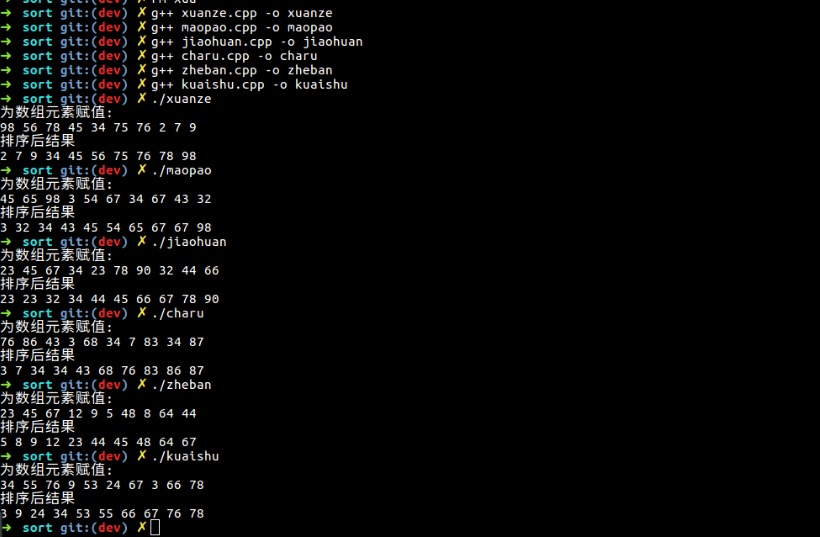 ➜ sort git:(dev) ✗ g++ xuanze.cpp -o xuanze
➜ sort git:(dev) ✗ g++ maopao.cpp -o maopao
➜ sort git:(dev) ✗ g++ jiaohuan.cpp -o jiaohuan
➜ sort git:(dev) ✗ g++ charu.cpp -o charu
➜ sort git:(dev) ✗ g++ zheban.cpp -o zheban
➜ sort git:(dev) ✗ g++ kuaishu.cpp -o kuaishu
➜ sort git:(dev) ✗ ./xuanze
为数组元素赋值:
98 56 78 45 34 75 76 2 7 9
排序后结果
2 7 9 34 45 56 75 76 78 98
➜ sort git:(dev) ✗ ./maopao
为数组元素赋值:
45 65 98 3 54 67 34 67 43 32
排序后结果
3 32 34 43 45 54 65 67 67 98
➜ sort git:(dev) ✗ ./jiaohuan
为数组元素赋值:
23 45 67 34 23 78 90 32 44 66
排序后结果
23 23 32 34 44 45 66 67 78 90
➜ sort git:(dev) ✗ ./charu
为数组元素赋值:
76 86 43 3 68 34 7 83 34 87
排序后结果
3 7 34 34 43 68 76 83 86 87
➜ sort git:(dev) ✗ ./zheban
为数组元素赋值:
23 45 67 12 9 5 48 8 64 44
排序后结果
5 8 9 12 23 44 45 48 64 67
➜ sort git:(dev) ✗ ./kuaishu
为数组元素赋值:
34 55 76 9 53 24 67 3 66 78
排序后结果
3 9 24 34 53 55 66 67 76 78
➜ sort git:(dev) ✗